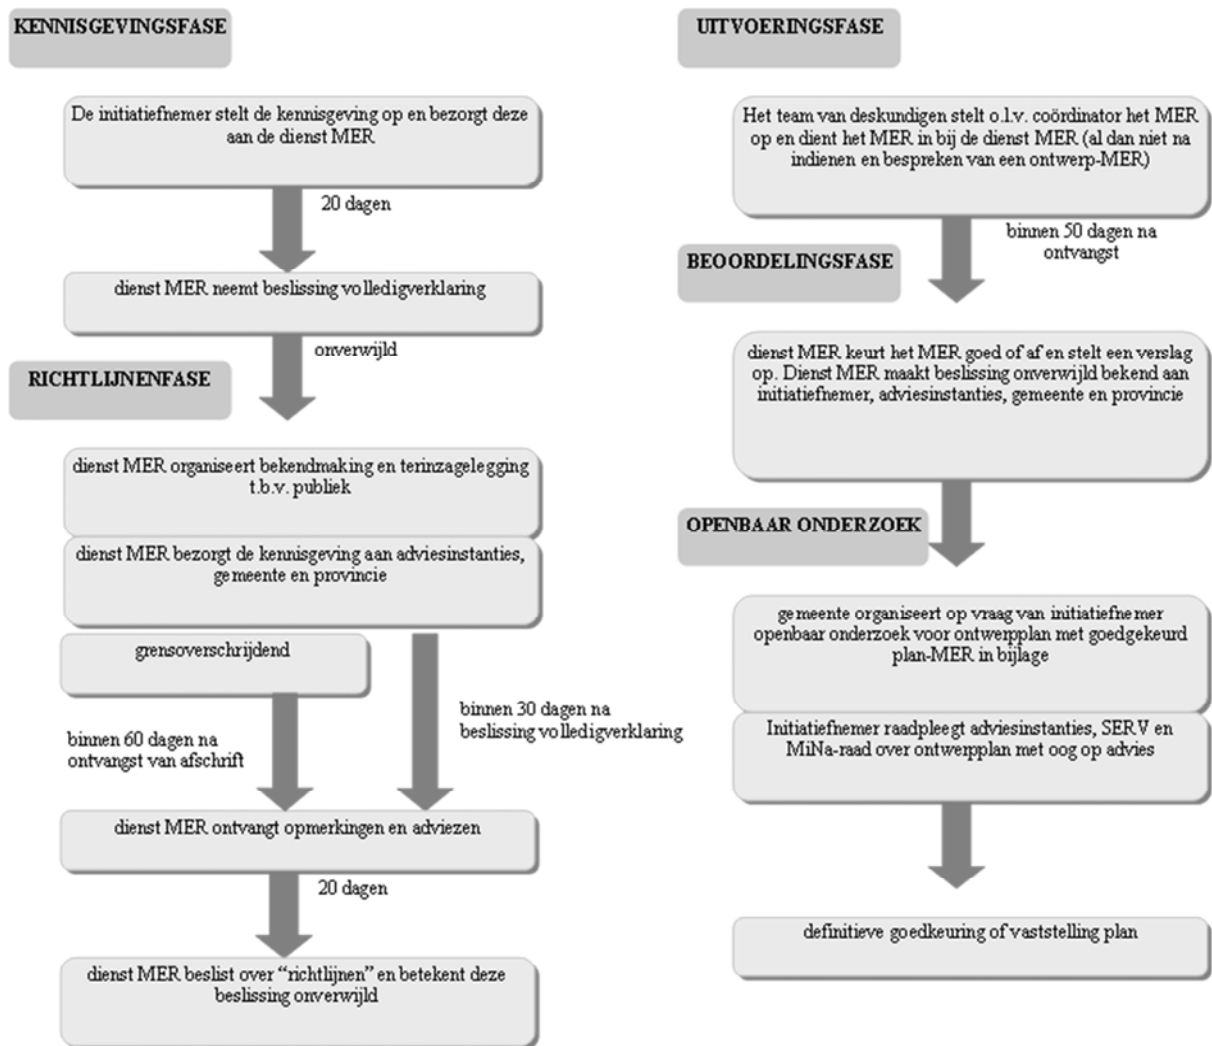 KENNISGEVINGSFASE
De initiatiefnemer stelt de kennisgeving op en bezorgt deze
aan de dienst MER
20 dagen
dienst MER neemt beslissing volledigverklaring
onverwijld
RICHTLIJNENFASE
dienst MER organiseert bekendmaking en terinzagelegging
t.b.v. publiek
dienst MER bezorgt de kennisgeving aan adviesinstanties,
gemeente en provincie
grensoverschrijdend
binnen 60 dagen na
ontvangst van afschrift
binnen 30 dagen na
beslissing volledigverklaring
dienst MER ontvangt opmerkingen en adviezen
20 dagen
dienst MER beslist over “richtlijnen” en betekent deze
beslissing onverwijld
UITVOERINGSFASE
Het team van deskundigen stelt o.l.v. coördinator het MER
op en dient het MER in bij de dienst MER (al dan niet na
indienen en bespreken van een ontwerp-MER)
binnen 50 dagen na
ontvangst
BEOORDELINGSFASE
dienst MER keurt het MER goed of af en stelt een verslag
op. Dienst MER maakt beslissing onverwijld bekend aan
initiatiefnemer, adviesinstanties, gemeente en provincie
OPENBAAR ONDERZOEK
gemeente organiseert op vraag van initiatiefnemer
openbaar onderzoek voor ontwerpplan met goedgekeurd
plan-MER in bijlage
Initiatiefnemer raadpleegt adviesinstanties, SERV en
MiNa-raad over ontwerpplan met oog op advies
definitieve goedkeuring of vaststelling plan